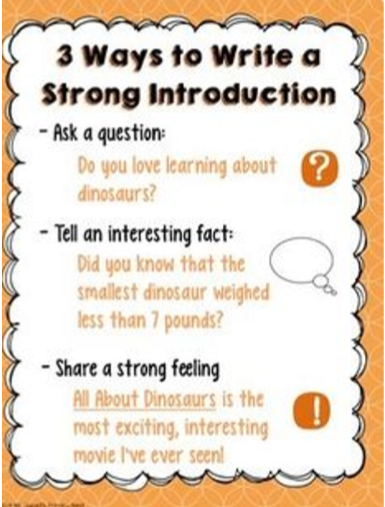 3 Ways to Write a
Strong Introduction
- Ask a question:
Do you love learning about
dinosaurs?
?
- Tell an interesting fact:
Did you know that the
smallest dinosaur weighed
less than 7 pounds?
- Share a strong feeling
All About Dinosaurs is the
most exciting, interesting
movie I've ever seen!
!